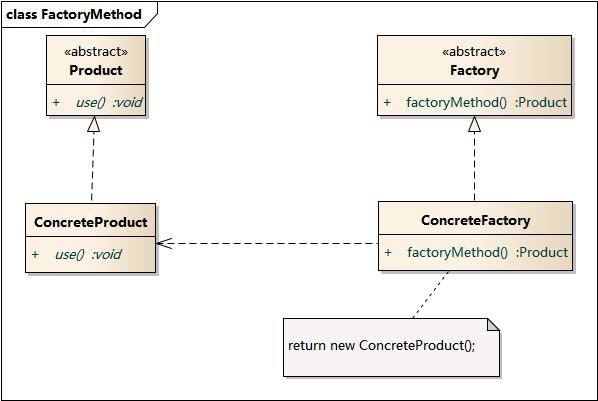 class FactoryMethod
«abstract»
Product
+ use() :void
«abstract»
Factory
+ factoryMethod() :Product
ConcreteProduct
+ use() :void
ConcreteFactory
+ factoryMethod() :Product
return new ConcreteProduct();